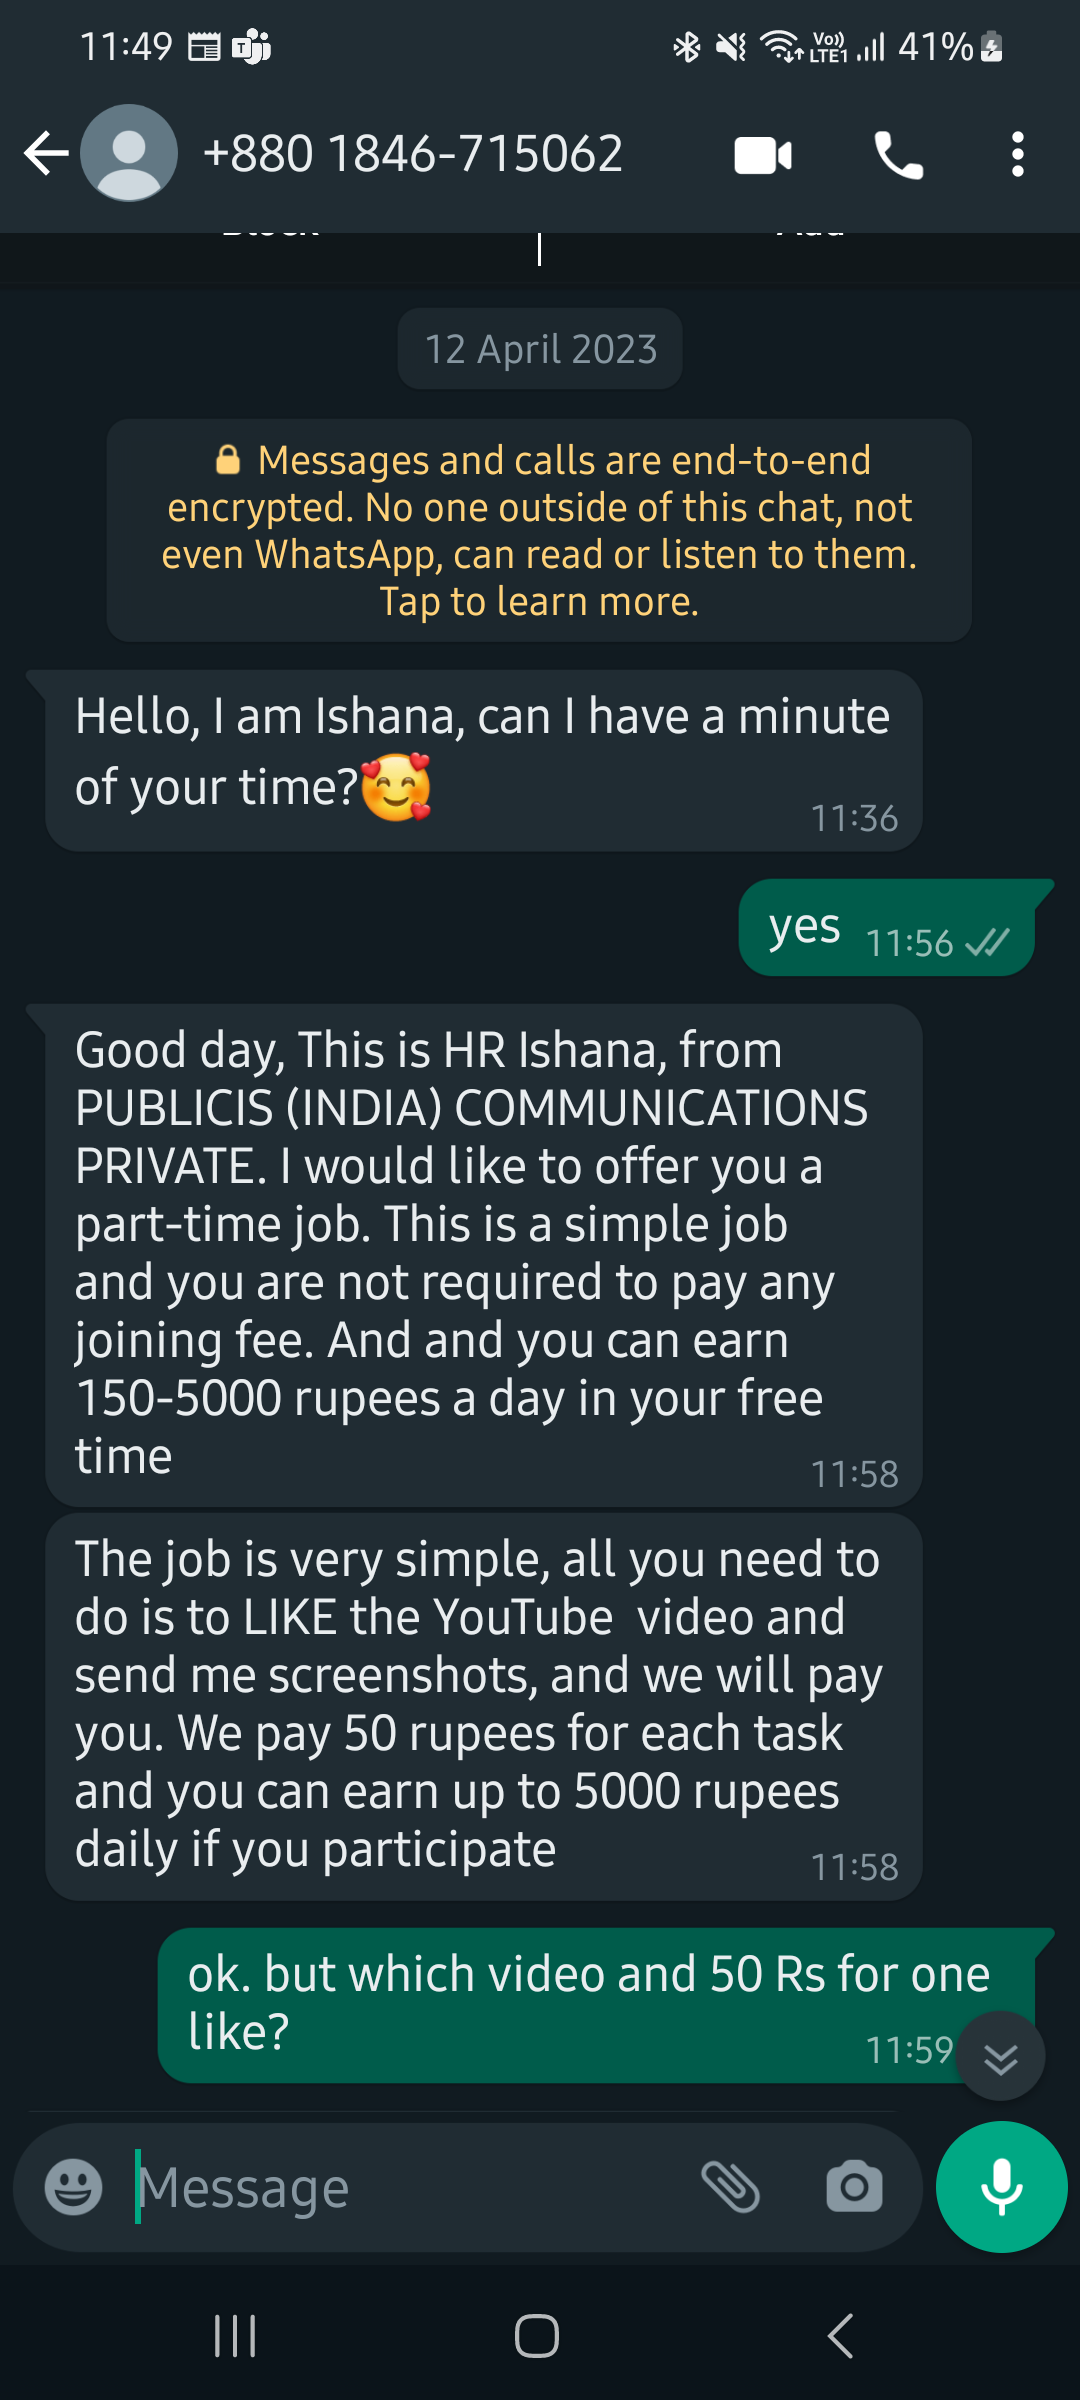 11:49 Vo)) LTE1 41%
+880 1846-715062
12 April 2023
Messages and calls are end-to-end
encrypted. No one outside of this chat, not
even WhatsApp, can read or listen to them.
Tap to learn more.
Hello, I am Ishana, can I have a minute
of your time?🥰
11:36
yes 11:56
Good day, This is HR Ishana, from
PUBLICIS (INDIA) COMMUNICATIONS
PRIVATE. I would like to offer you a
part-time job. This is a simple job
and you are not required to pay any
joining fee. And and you can earn
150-5000 rupees a day in your free
time
11:58
The job is very simple, all you need to
do is to LIKE the YouTube  video and
send me screenshots, and we will pay
you. We pay 50 rupees for each task
and you can earn up to 5000 rupees
daily if you participate
11:58
ok. but which video and 50 Rs for one
like?
11:59
Message